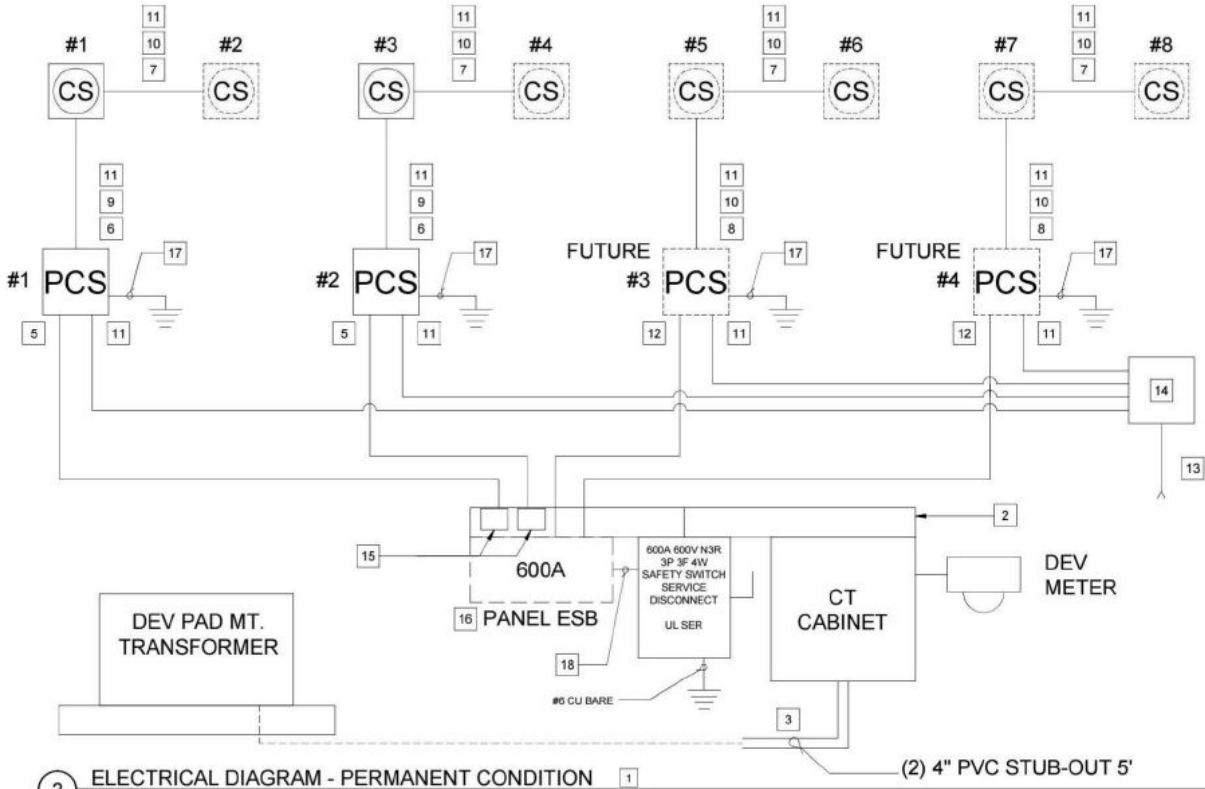 11 11 11 11
#1 10 #2 #3 10 #4 #5 10 #6 #7 10 #8
7 7 7 7
CS CS CS CS CS CS CS CS
11 11 11 11
9 9 10 10
6 6 8 8
FUTURE FUTURE
#1 PCS 17 #2 PCS 17 #3 PCS 17 #4 PCS 17
5 11 5 11 12 11 12 11
14
13
2
15
600A
600A 600V N3R
3P 3F 4W
SAFETY SWITCH
SERVICE
DISCONNECT
UL SER
CT
CABINET
DEV
METER
16 PANEL ESB
18
DEV PAD MT.
TRANSFORMER
#6 CU BARE
3
(2) 4" PVC STUB-OUT 5'
ELECTRICAL DIAGRAM - PERMANENT CONDITION 1